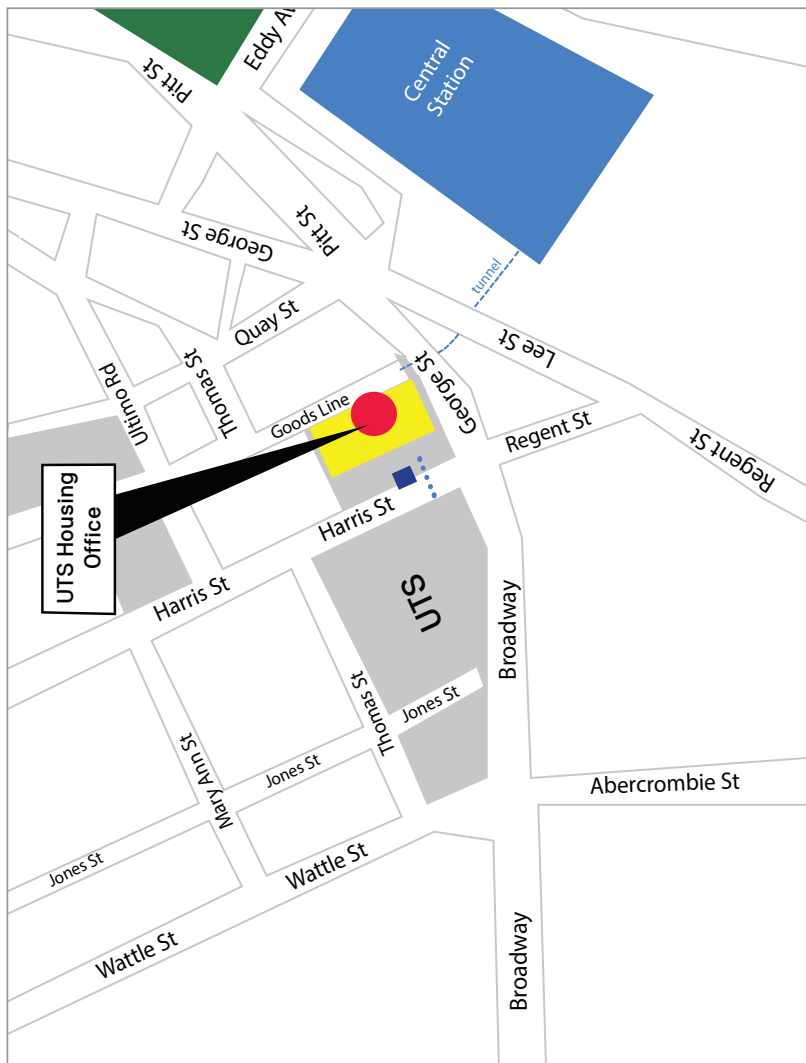 Pitt St
Eddy Av
Central
Station
George St
Pitt St
tunnel
Quay St
Lee St
Thomas St
Ultimo Rd
George St
Goods Line
Regent St
Regent St
Harris St
UTS Housing
Office
Harris St
UTS
Broadway
Thomas St
Jones St
Mary Ann St
Jones St
Abercrombie St
Jones St
Wattle St
Wattle St
Broadway